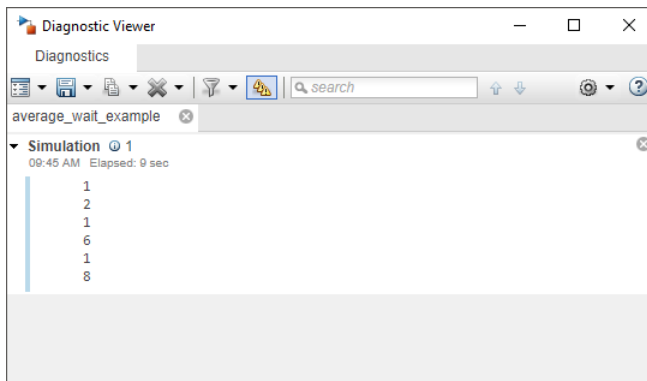 Diagnostic Viewer
Diagnostics
search
average_wait_example
Simulation 1
09:45 AM Elapsed: 9 sec
1
2
1
6
1
8